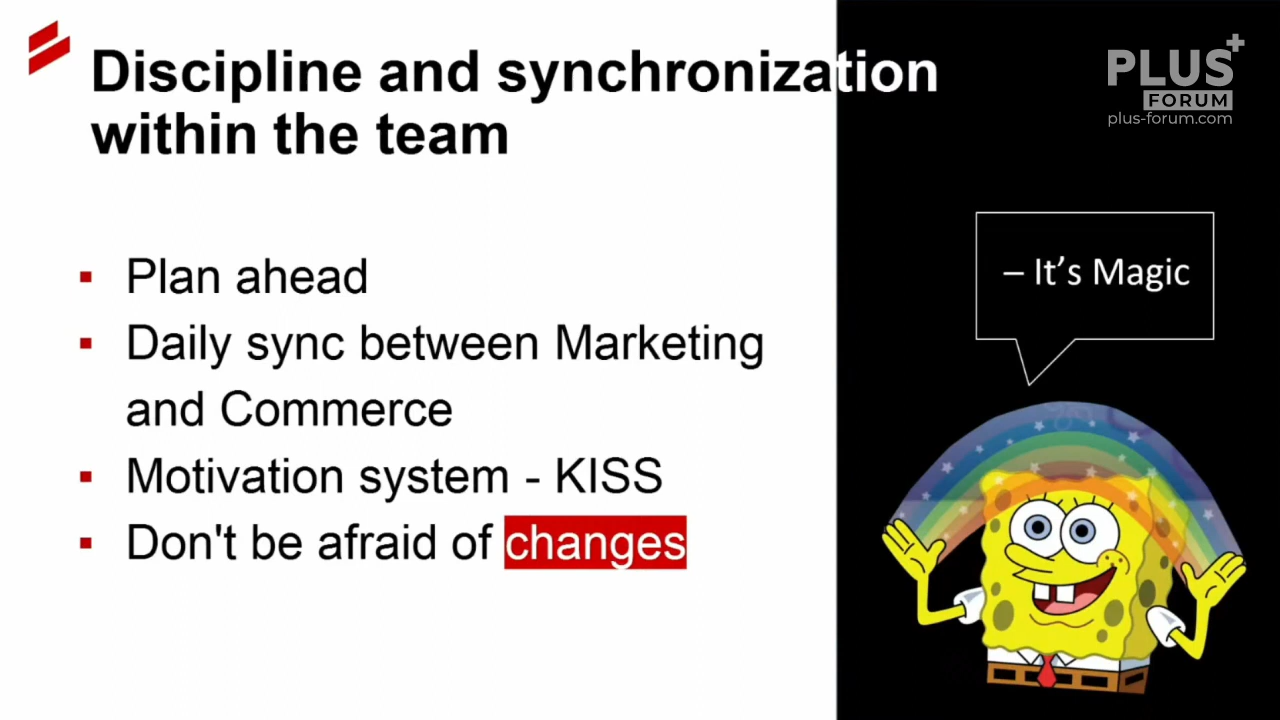 Discipline and synchronization
within the team
PLUS+
FORUM
plus-forum.com
▪ Plan ahead
▪ Daily sync between Marketing
and Commerce
▪ Motivation system - KISS
▪ Don't be afraid of changes
– It’s Magic